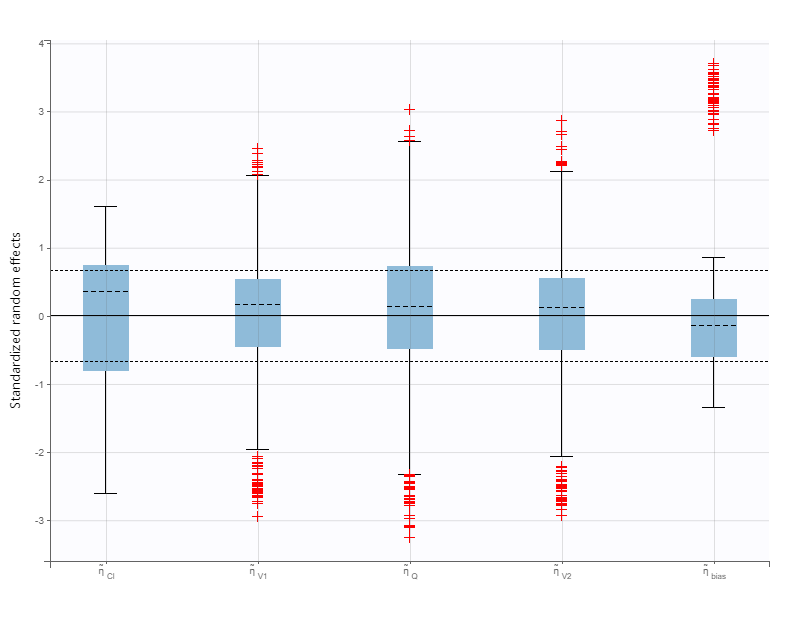 Standardized random effects
4
3
2
1
0
-1
-2
-3
η̃ Cl
η̃ V1
η̃ Q
η̃ V2
η̃ bias